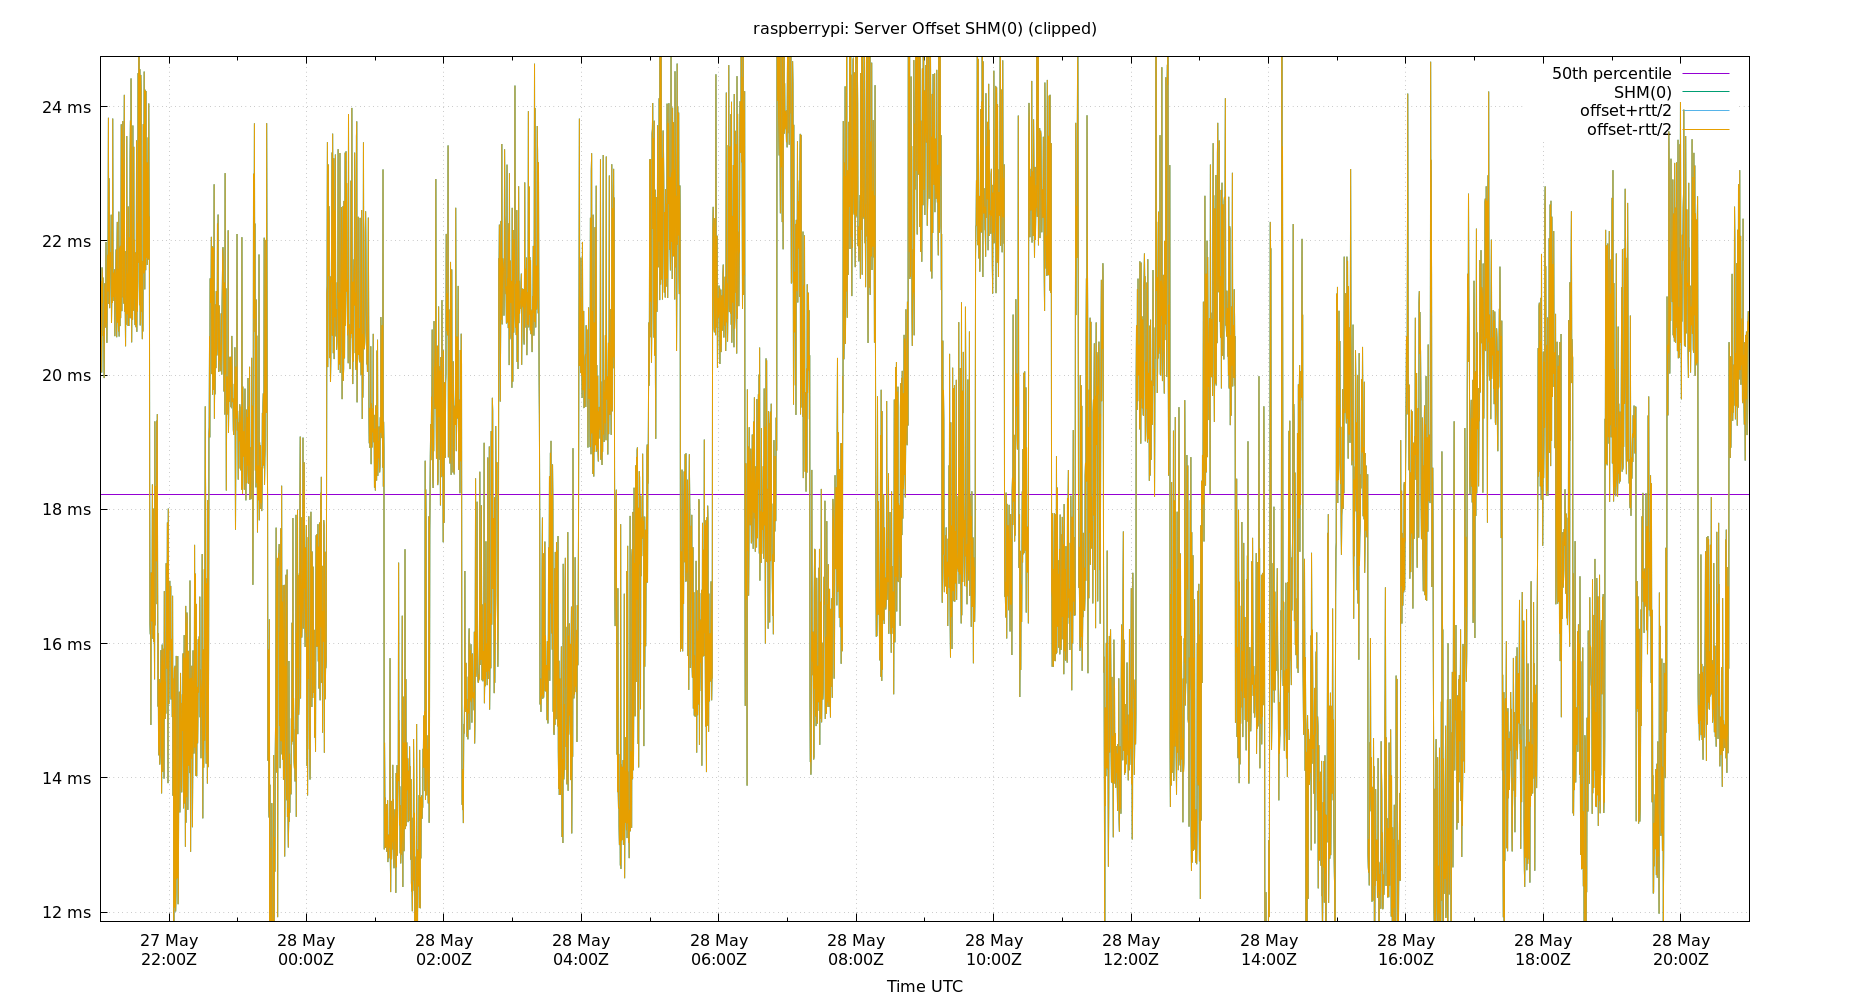 raspberrypi: Server Offset SHM(0) (clipped)
50th percentile
SHM(0)
offset+rtt/2
offset-rtt/2
24 ms
22 ms
20 ms
18 ms
16 ms
14 ms
12 ms
27 May 28 May 28 May 28 May 28 May 28 May 28 May 28 May 28 May 28 May 28 May 28 May
22:00Z 00:00Z 02:00Z 04:00Z 06:00Z 08:00Z 10:00Z 12:00Z 14:00Z 16:00Z 18:00Z 20:00Z
Time UTC